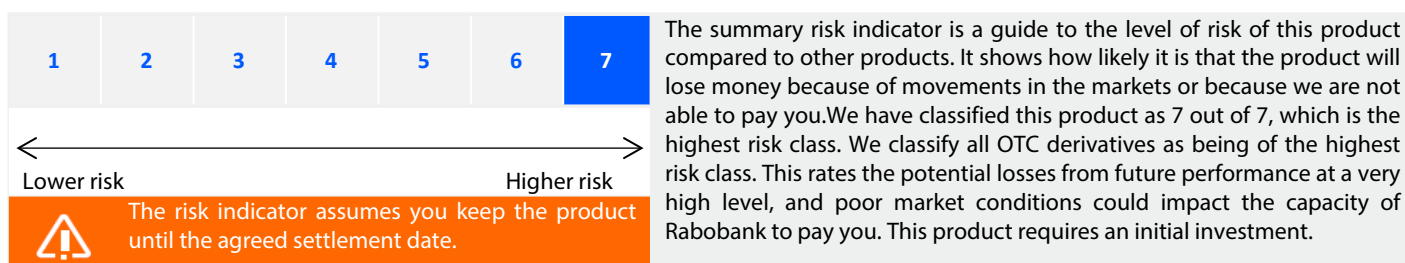 1 2 3 4 5 6 7
Lower risk Higher risk
The risk indicator assumes you keep the product
until the agreed settlement date.
The summary risk indicator is a guide to the level of risk of this product
compared to other products. It shows how likely it is that the product will
lose money because of movements in the markets or because we are not
able to pay you.We have classified this product as 7 out of 7, which is the
highest risk class. We classify all OTC derivatives as being of the highest
risk class. This rates the potential losses from future performance at a very
high level, and poor market conditions could impact the capacity of
Rabobank to pay you. This product requires an initial investment.